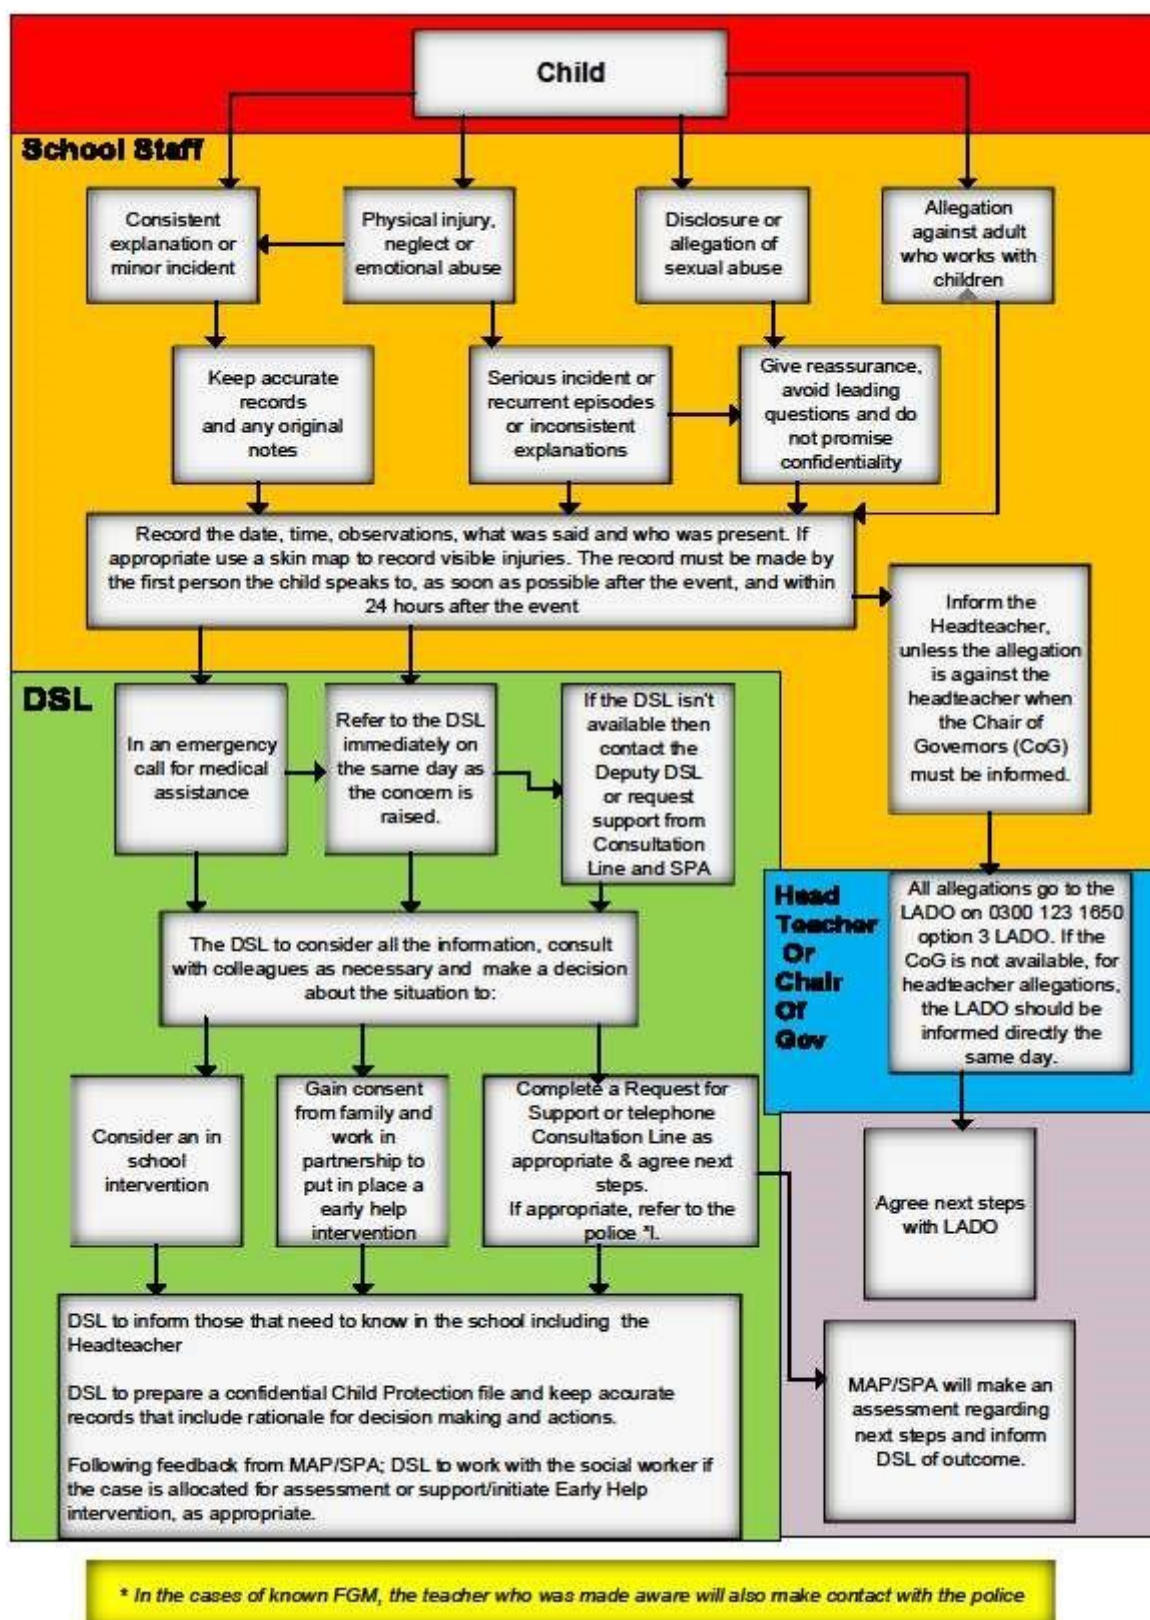 Child
School Staff
Consistent
explanation or
minor incident
Physical injury,
neglect or
emotional abuse
Disclosure or
allegation of
sexual abuse
Allegation
against adult
who works with
children
Keep accurate
records
and any original
notes
Serious incident or
recurrent episodes
or inconsistent
explanations
Give reassurance,
avoid leading
questions and do
not promise
confidentiality
Record the date, time, observations, what was said and who was present. If
appropriate use a skin map to record visible injuries. The record must be made by
the first person the child speaks to, as soon as possible after the event, and within
24 hours after the event
Inform the
Headteacher,
unless the allegation
is against the
headteacher when
the Chair of
Governors (CoG)
must be informed.
DSL
In an emergency
call for medical
assistance
Refer to the DSL
immediately on
the same day as
the concern is
raised.
If the DSL isn't
available then
contact the
Deputy DSL
or request
support from
Consultation
Line and SPA
Head
Teacher
Or
Chair
Of
Gov
All allegations go to the
LADO on 0300 123 1650
option 3 LADO. If the
CoG is not available, for
headteacher allegations,
the LADO should be
informed directly the
same day.
The DSL to consider all the information, consult
with colleagues as necessary and make a decision
about the situation to:
Consider an in
school
intervention
Gain consent
from family and
work in
partnership to
put in place a
early help
intervention
Complete a Request for
Support or telephone
Consultation Line as
appropriate & agree next
steps.
If appropriate, refer to the
police *I.
Agree next steps
with LADO
DSL to inform those that need to know in the school including the
Headteacher
DSL to prepare a confidential Child Protection file and keep accurate
records that include rationale for decision making and actions.
Following feedback from MAP/SPA; DSL to work with the social worker if
the case is allocated for assessment or support/initiate Early Help
intervention, as appropriate.
MAP/SPA will make an
assessment regarding
next steps and inform
DSL of outcome.
* In the cases of known FGM, the teacher who was made aware will also make contact with the police